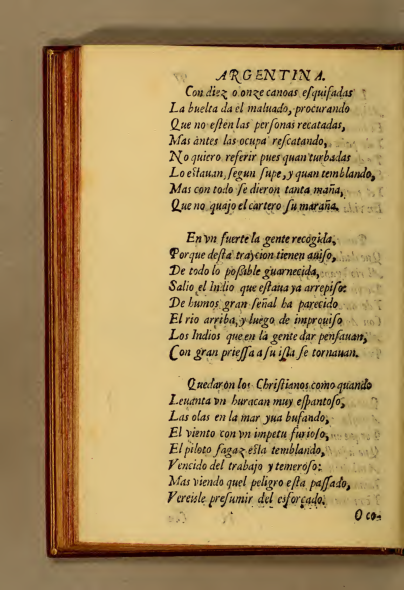 ARGENTINA.
Con diez o onze canoas eſquifadas
La buelta da el maluado, procurando
Que no eſten las perſonas recatadas,
Mas àntes las ocupa reſcatando,
No quiero referir pues quan turbadas
Lo eſtauan, ſegun ſupe, y quan temblando,
Mas con todo ſe dieron tanta maña,
Que no quajo el cartero ſu maraña.
En vn fuerte la gente recogida,
Porque deſta traycion tienen auiſo,
De todo lo poſsible guarnecida,
Salio el Indio que eſtaua ya arrepiſo:
De humos gran ſeñal ha parecido
El rio arriba, y luego de improuiſo
Los Indios que en la gente dar penſauan,
Con gran prieſſa a ſu iſla ſe tornauan.
Quedaron los Chriſtianos como quando
Leuanta vn huracan muy eſpantoſo,
Las olas en la mar yua bufando,
El viento con vn impetu furioſo,
El piloto ſagaz eſta temblando,
Vencido del trabajo y temeroſo:
Mas viendo quel peligro eſta paſſado,
Vereisle preſumir del esforçado.
O co-